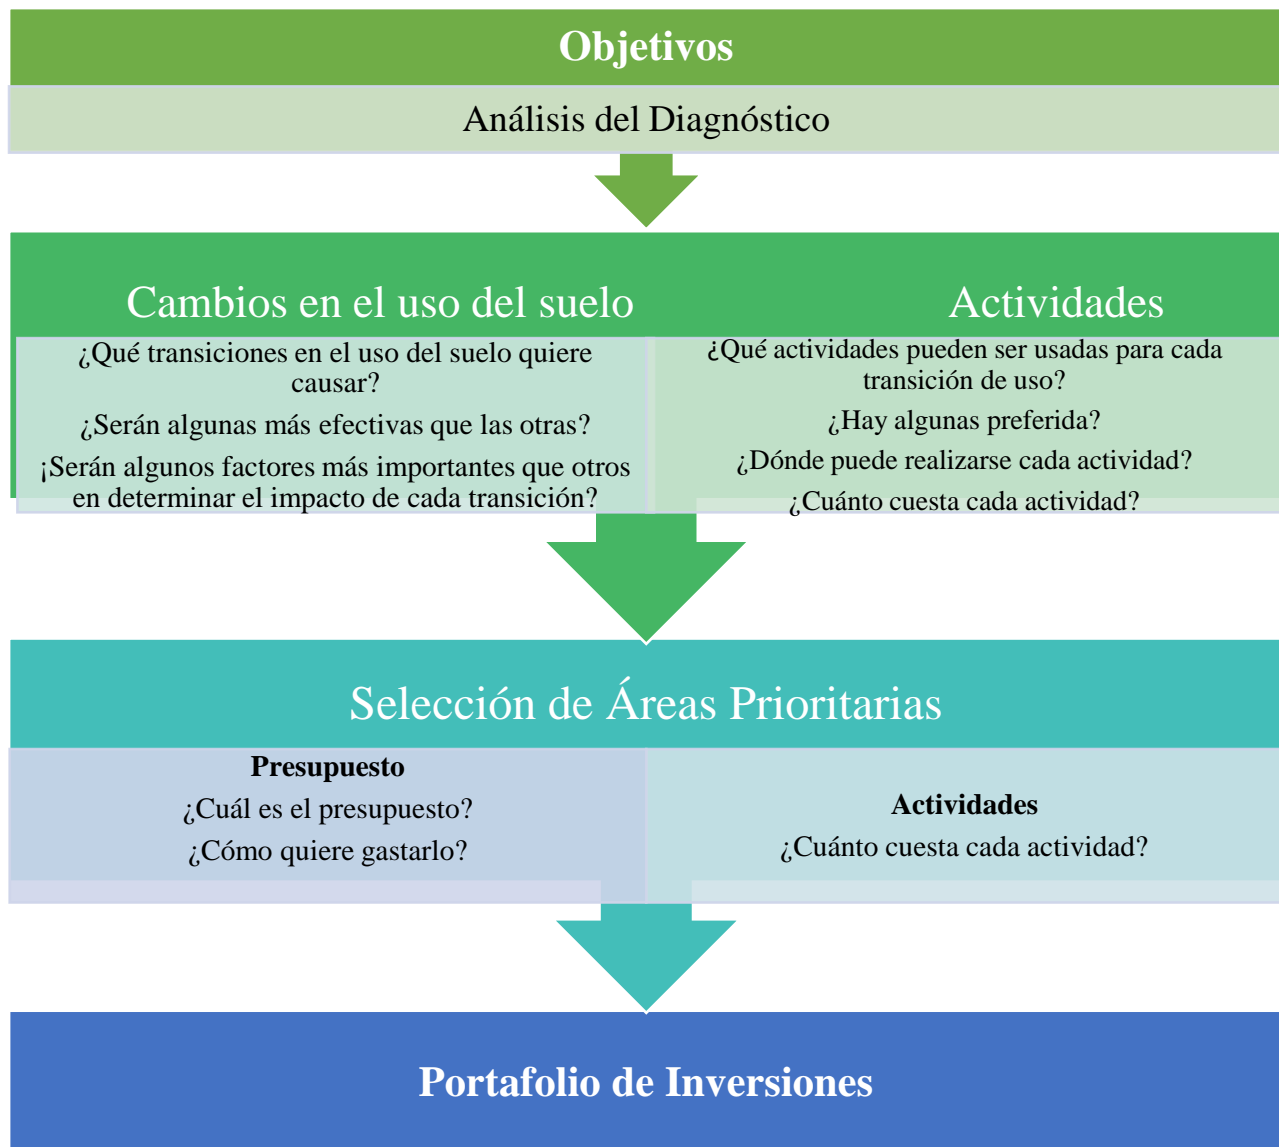 Objetivos
Análisis del Diagnóstico
Cambios en el uso del suelo
¿Qué transiciones en el uso del suelo quiere
causar?
¿Serán algunas más efectivas que las otras?
¡Serán algunos factores más importantes que otros
en determinar el impacto de cada transición?
Actividades
¿Qué actividades pueden ser usadas para cada
transición de uso?
¿Hay algunas preferida?
¿Dónde puede realizarse cada actividad?
¿Cuánto cuesta cada actividad?
Selección de Áreas Prioritarias
Presupuesto
¿Cuál es el presupuesto?
¿Cómo quiere gastarlo?
Actividades
¿Cuánto cuesta cada actividad?
Portafolio de Inversiones